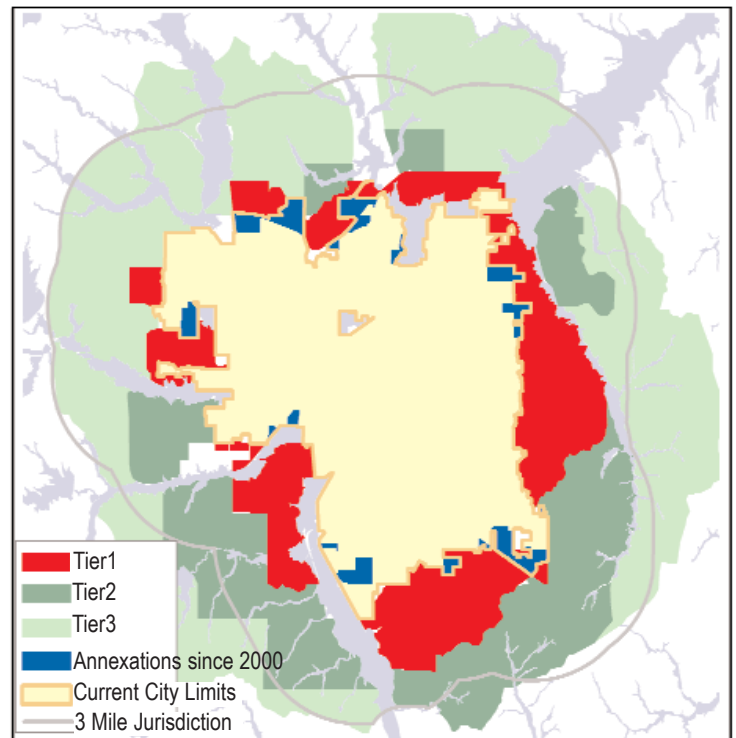 Tier1
Tier2
Tier3
Annexations since 2000
Current City Limits
3 Mile Jurisdiction